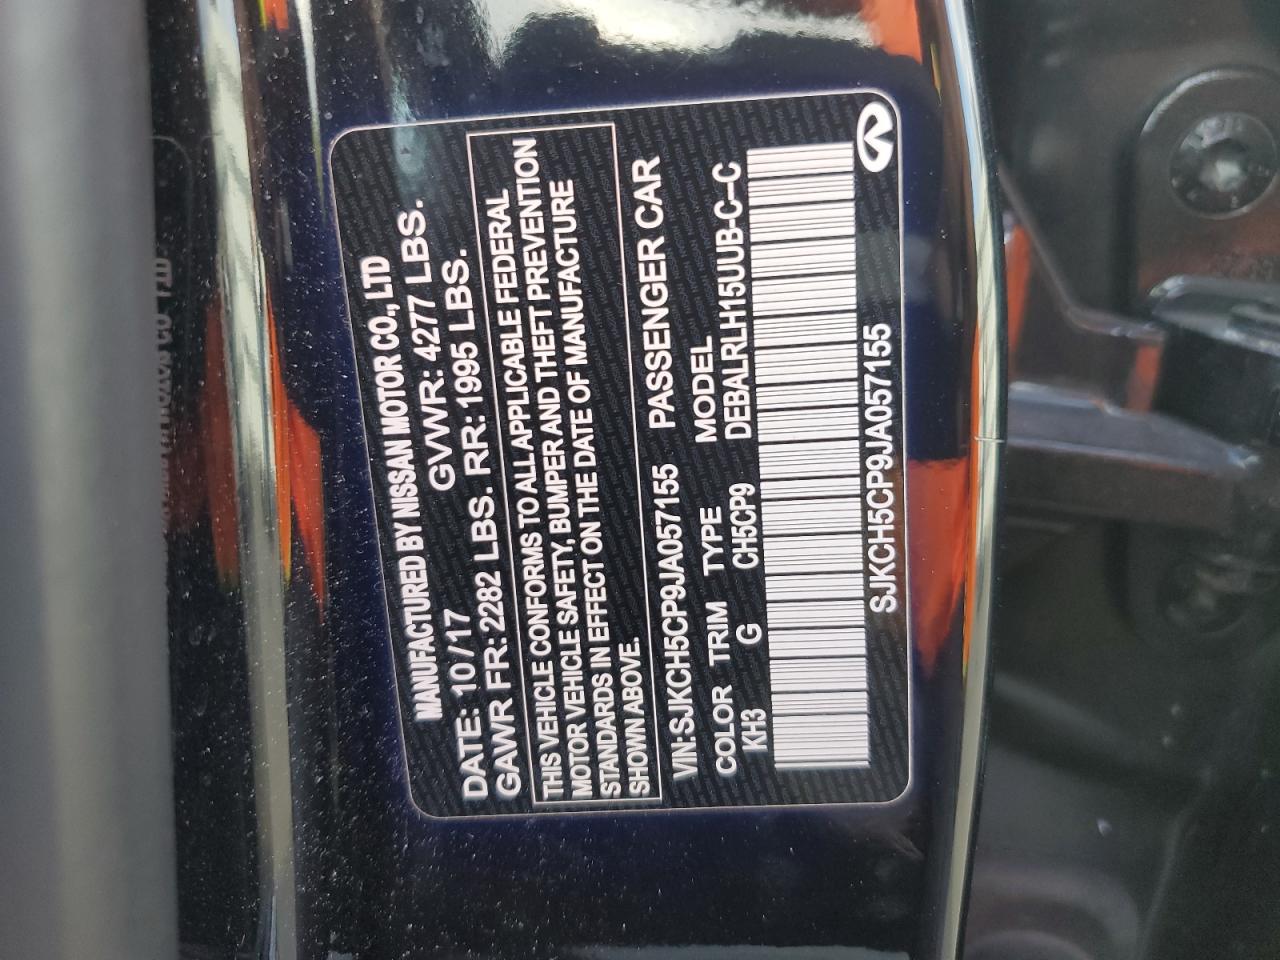 MANUFACTURED BY NISSAN MOTOR CO., LTD
DATE: 10/17 GVWR: 4277 LBS.
GAWR FR: 2282 LBS. RR: 1995 LBS.
THIS VEHICLE CONFORMS TO ALL APPLICABLE FEDERAL
MOTOR VEHICLE SAFETY, BUMPER AND THEFT PREVENTION
STANDARDS IN EFFECT ON THE DATE OF MANUFACTURE
SHOWN ABOVE.
VIN:SJKCH5CP9JA057155 PASSENGER CAR
COLOR TRIM TYPE MODEL
KH3 G CH5CP9 DEBALRLH15UUB-C-C
SJKCH5CP9JA057155